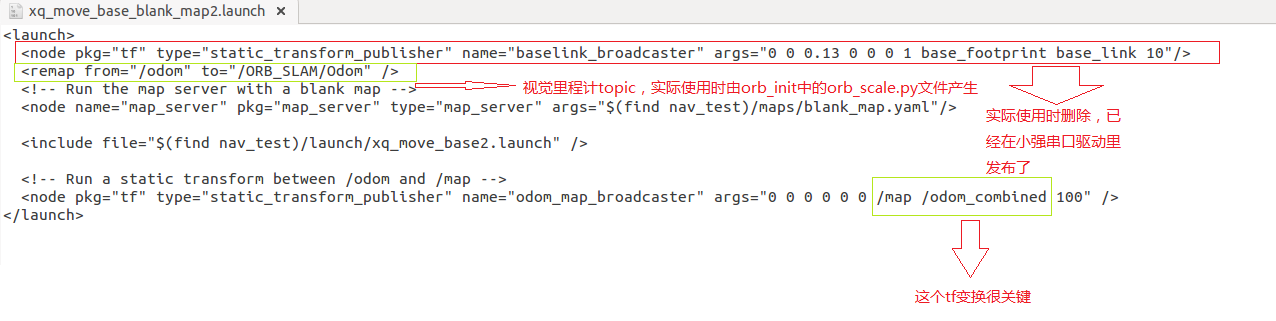 xq_move_base_blank_map2.launch ×
<launch>
<node pkg="tf" type="static_transform_publisher" name="baselink_broadcaster" args="0 0 0.13 0 0 0 1 base_footprint base_link 10"/>
<remap from="/odom" to="/ORB_SLAM/Odom" />
<!-- Run the map server with a blank map -->
视觉里程计topic，实际使用时由orb_init中的orb_scale.py文件产生
<node name="map_server" pkg="map_server" type="map_server" args="$(find nav_test)/maps/blank_map.yaml"/>
实际使用时删除，已
经在小强串口驱动里
发布了
<include file="$(find nav_test)/launch/xq_move_base2.launch" />
<!-- Run a static transform between /odom and /map -->
<node pkg="tf" type="static_transform_publisher" name="odom_map_broadcaster" args="0 0 0 0 0 0 /map /odom_combined 100" />
</launch>
这个tf变换很关键